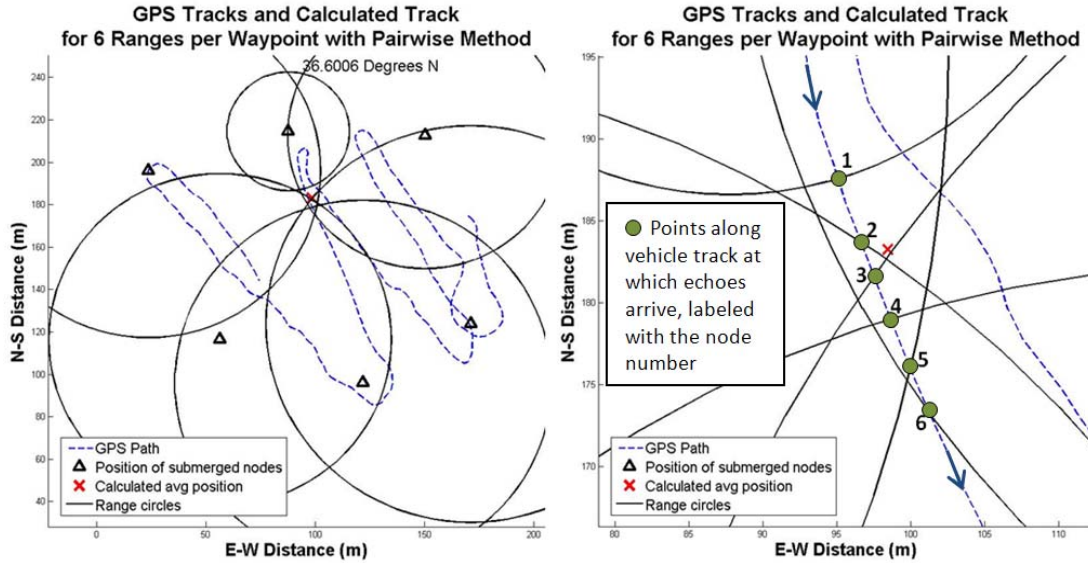 GPS Tracks and Calculated Track
for 6 Ranges per Waypoint with Pairwise Method
36.6006 Degrees N
N-S Distance (m)
240
220
200
180
160
140
120
100
80
60
40
GPS Path
Position of submerged nodes
Calculated avg position
Range circles
0
50
100
150
200
E-W Distance (m)
GPS Tracks and Calculated Track
for 6 Ranges per Waypoint with Pairwise Method
N-S Distance (m)
195
190
185
180
175
170
1
2
3
4
5
6
Points along
vehicle track at
which echoes
arrive, labeled
with the node
number
GPS Path
Position of submerged nodes
Calculated avg position
Range circles
80
85
90
95
100
105
110
E-W Distance (m)